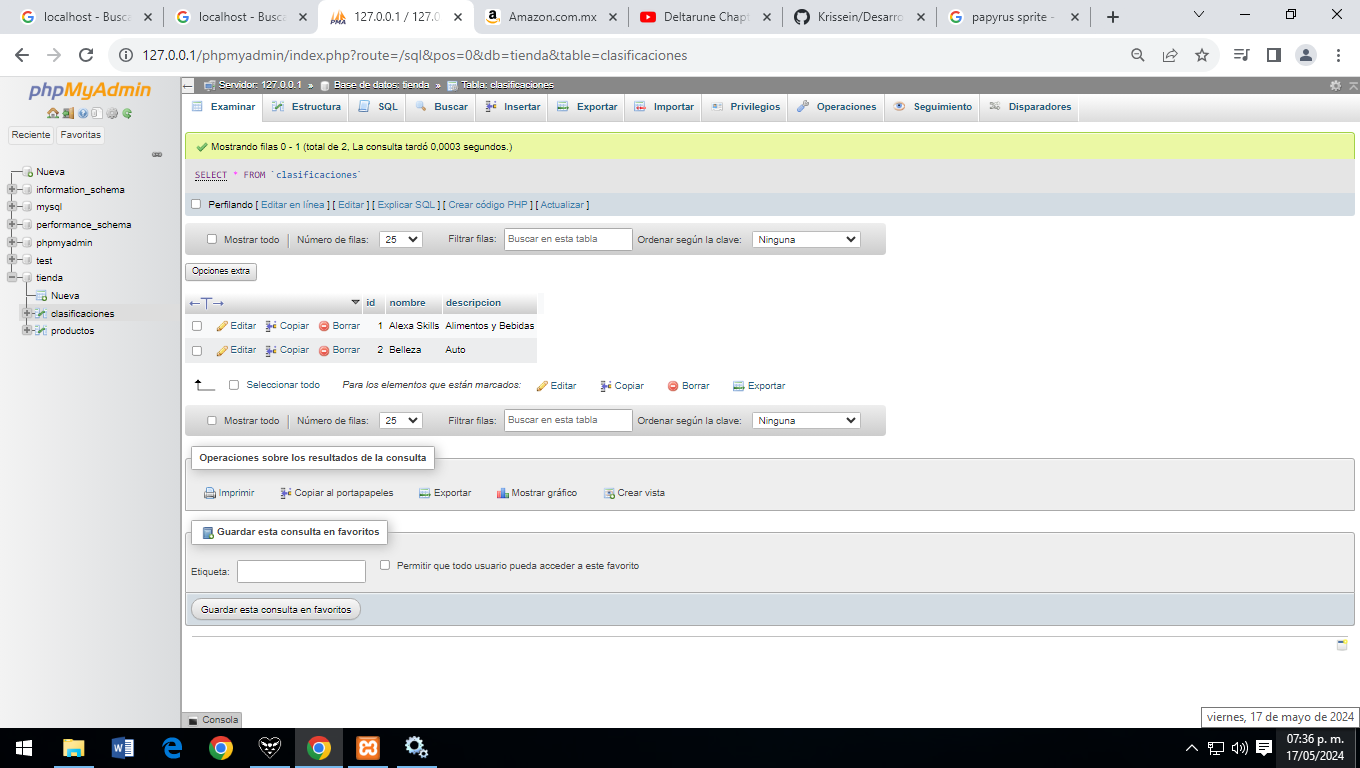 localhost - Busca
localhost - Busca
127.0.0.1 / 127.0
Amazon.com.mx
Deltarune Chapt
Krissein/Desarro
papyrus sprite -
127.0.0.1/phpmyadmin/index.php?route=/sql&pos=0&db=tienda&table=clasificaciones
phpMyAdmin
Reciente Favoritas
Nueva
information_schema
mysql
performance_schema
phpmyadmin
test
tienda
Nueva
clasificaciones
productos
Servidor: 127.0.0.1 » Base de datos: tienda » Tabla: clasificaciones
Examinar Estructura SQL Buscar Insertar Exportar Importar Privilegios Operaciones Seguimiento Disparadores
Mostrando filas 0 - 1 (total de 2, La consulta tardó 0,0003 segundos.)
SELECT * FROM `clasificaciones`
Perfilando [ Editar en línea ] [ Editar ] [ Explicar SQL ] [ Crear código PHP ] [ Actualizar ]
Mostrar todo | Número de filas: 25 Filtrar filas: Buscar en esta tabla Ordenar según la clave: Ninguna
Opciones extra
←T→ id nombre descripcion
Editar Copiar Borrar 1 Alexa Skills Alimentos y Bebidas
Editar Copiar Borrar 2 Belleza Auto
Seleccionar todo Para los elementos que están marcados: Editar Copiar Borrar Exportar
Mostrar todo | Número de filas: 25 Filtrar filas: Buscar en esta tabla Ordenar según la clave: Ninguna
Operaciones sobre los resultados de la consulta
Imprimir Copiar al portapapeles Exportar Mostrar gráfico Crear vista
Guardar esta consulta en favoritos
Etiqueta: Permitir que todo usuario pueda acceder a este favorito
Guardar esta consulta en favoritos
Consola
viernes, 17 de mayo de 2024
07:36 p. m.
17/05/2024